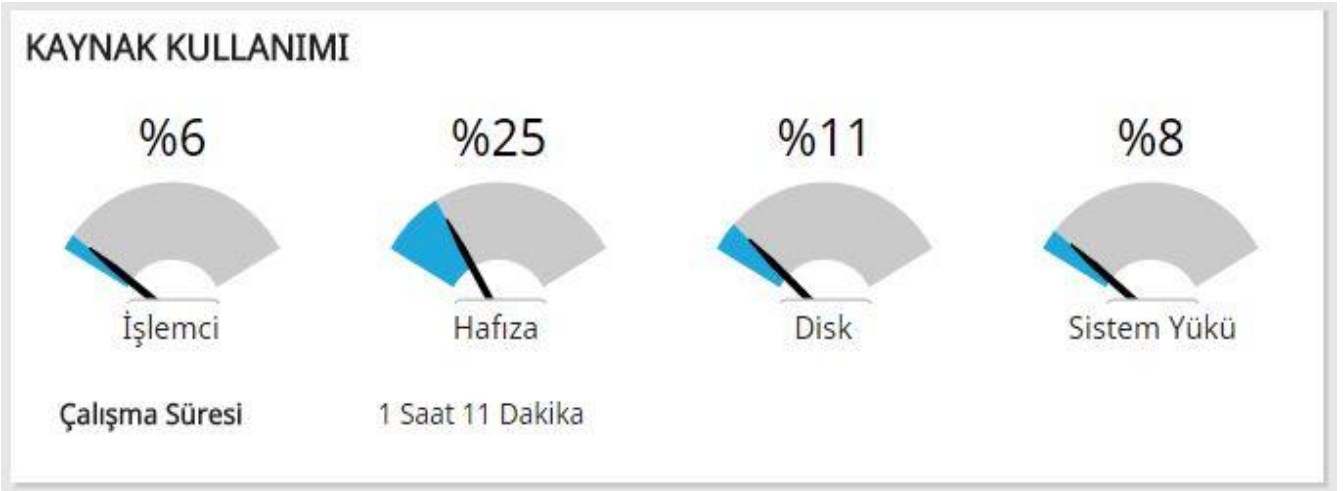 KAYNAK KULLANIMI
%6 %25 %11 %8
İşlemci Hafıza Disk Sistem Yükü
Çalışma Süresi 1 Saat 11 Dakika